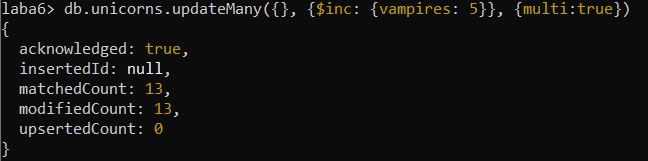 laba6> db.unicorns.updateMany({}, {$inc: {vampires: 5}}, {multi:true})
{
  acknowledged: true,
  insertedId: null,
  matchedCount: 13,
  modifiedCount: 13,
  upsertedCount: 0
}